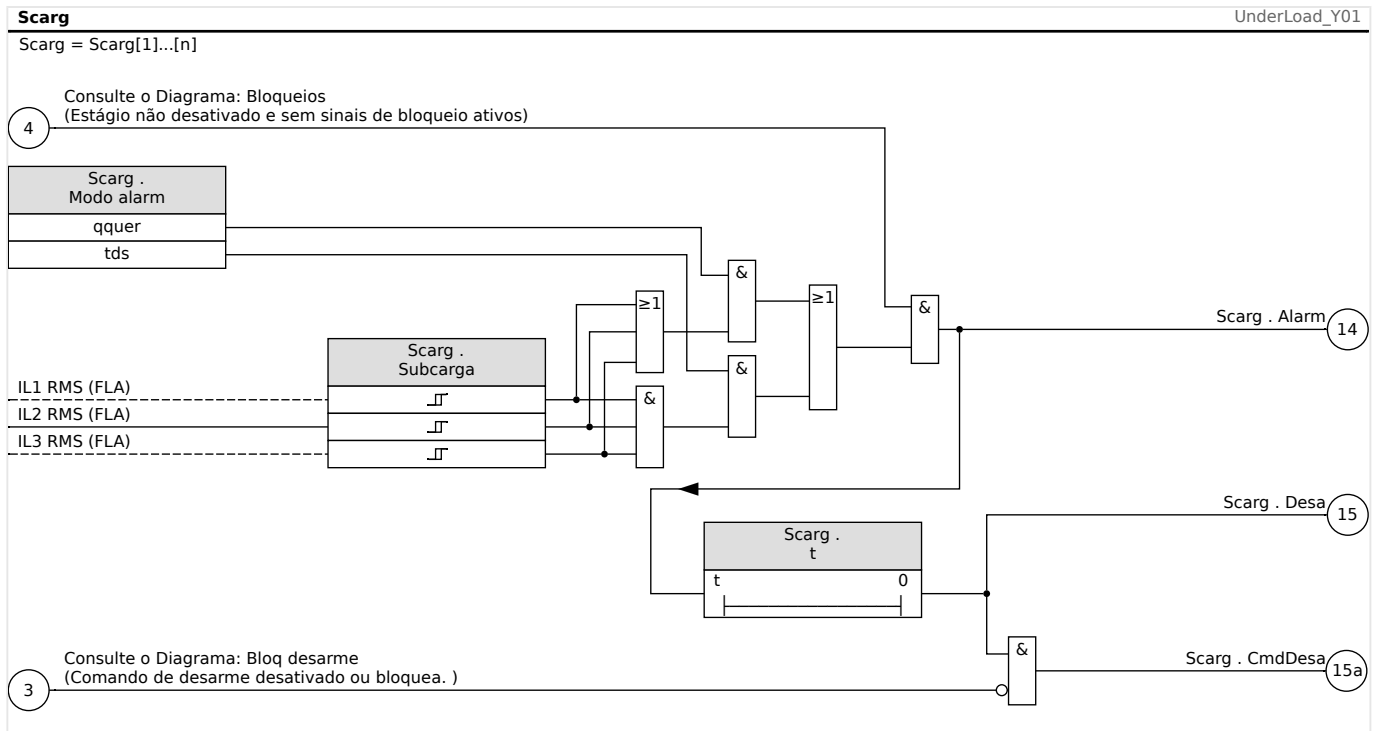 Scarg
UnderLoad_Y01
Scarg = Scarg[1]...[n]
Consulte o Diagrama: Bloqueios
(Estágio não desativado e sem sinais de bloqueio ativos)
4
Scarg .
Modo alarm
qquer
tds
&
≥1
≥1
&
Scarg . Alarm
14
Scarg .
Subcarga
&
IL1 RMS (FLA)
&
IL2 RMS (FLA)
IL3 RMS (FLA)
Scarg . Desa
15
Scarg .
t
t
0
Consulte o Diagrama: Bloq desarme
(Comando de desarme desativado ou bloquea. )
3
&
Scarg . CmdDesa
15a